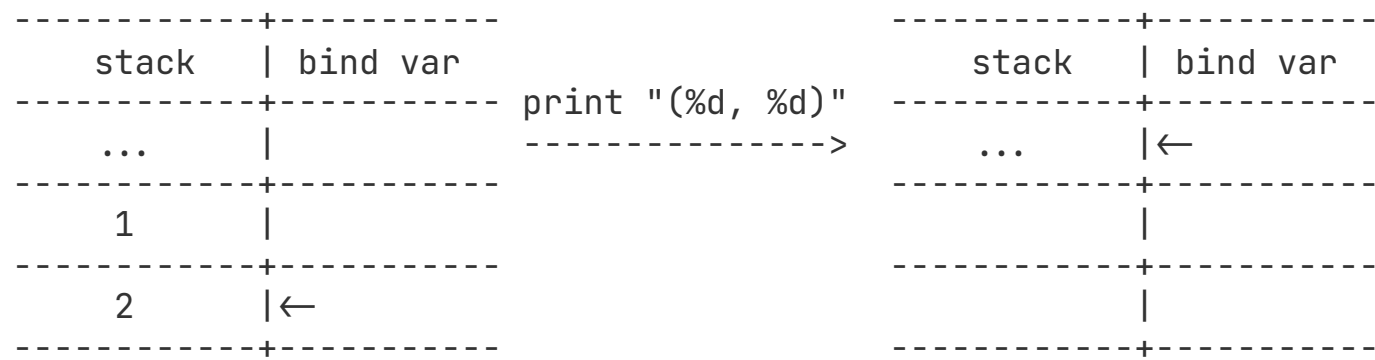 ------------+-----------                      ------------+-----------
    stack   | bind var                            stack   | bind var
------------+----------- print "(%d, %d)"  ------------+-----------
    ...     |            --------------->      ...     |←
------------+-----------                      ------------+-----------
     1      |                                             |
------------+-----------                      ------------+-----------
     2      |←                                            |
------------+-----------                      ------------+-----------